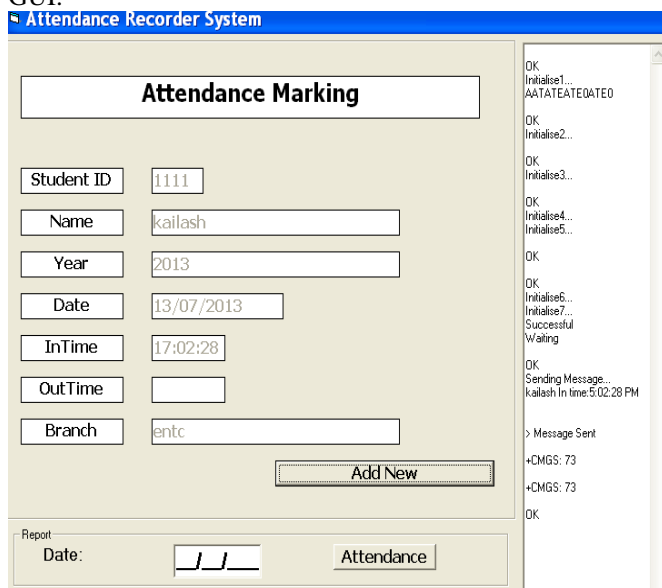 GUI:
Attendance Recorder System
Attendance Marking
Student ID 1111
Name kailash
Year 2013
Date 13/07/2013
InTime 17:02:28
OutTime
Branch entc
Add New
Report
Date: __/__/____ Attendance
OK
Initialise1...
AATATEATE0ATE0
OK
Initialise2...
OK
Initialise3...
OK
Initialise4...
Initialise5...
OK
OK
Initialise6...
Initialise7...
Successful
Waiting
OK
Sending Message...
kailash In time:5:02:28 PM
> Message Sent
+CMGS: 73
+CMGS: 73
OK